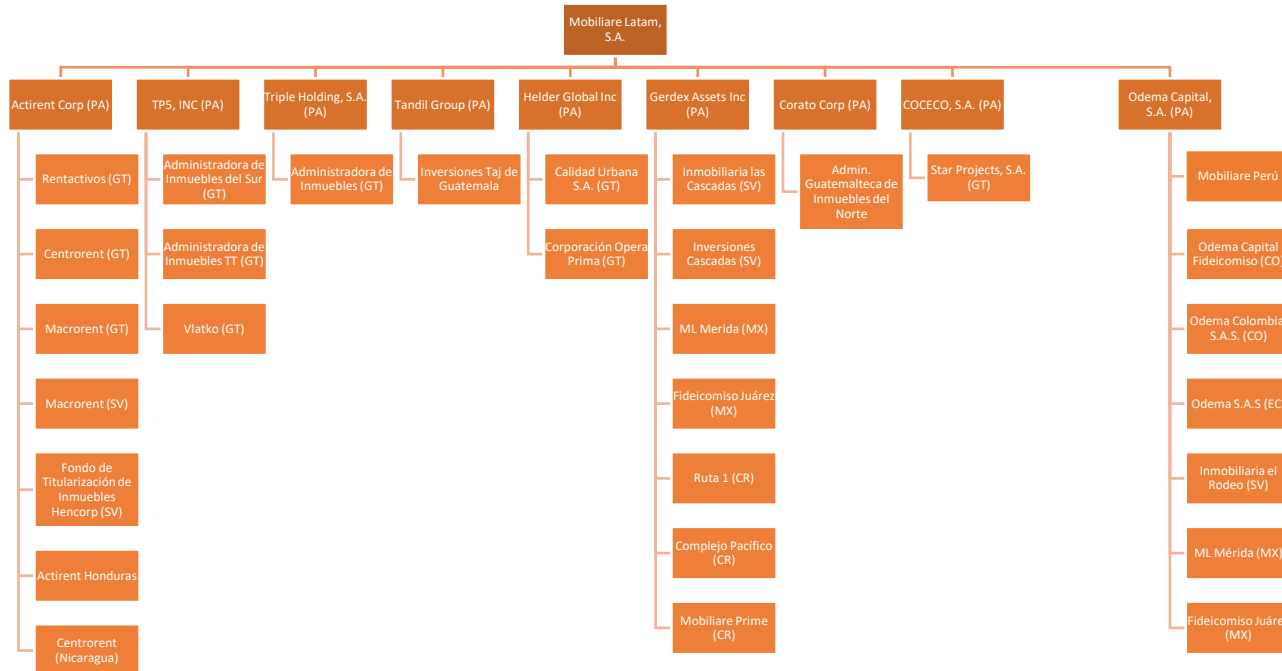 Mobiliare Latam,
S.A.
Actirent Corp (PA)
TP5, INC (PA)
Triple Holding, S.A.
(PA)
Tandil Group (PA)
Helder Global Inc
(PA)
Gerdex Assets Inc
(PA)
Corato Corp (PA)
COCECO, S.A. (PA)
Odema Capital,
S.A. (PA)
Rentactivos (GT)
Centrorent (GT)
Macrorent (GT)
Macrorent (SV)
Fondo de
Titularización de
Inmuebles
Hencorp (SV)
Actirent Honduras
Centrorent
(Nicaragua)
Administradora de
Inmuebles del Sur
(GT)
Administradora de
Inmuebles TT (GT)
Vlatko (GT)
Administradora de
Inmuebles (GT)
Inversiones Taj de
Guatemala
Calidad Urbana
S.A. (GT)
Corporación Opera
Prima (GT)
Inmobiliaria las
Cascadas (SV)
Inversiones
Cascadas (SV)
ML Merida (MX)
Fideicomiso Juárez
(MX)
Ruta 1 (CR)
Complejo Pacífico
(CR)
Mobiliare Prime
(CR)
Admin.
Guatemalteca de
Inmuebles del
Norte
Star Projects, S.A.
(GT)
Mobiliare Perú
Odema Capital
Fideicomiso (CO)
Odema Colombia
S.A.S. (CO)
Odema S.A.S (EC)
Inmobiliaria el
Rodeo (SV)
ML Mérida (MX)
Fideicomiso Juárez
(MX)